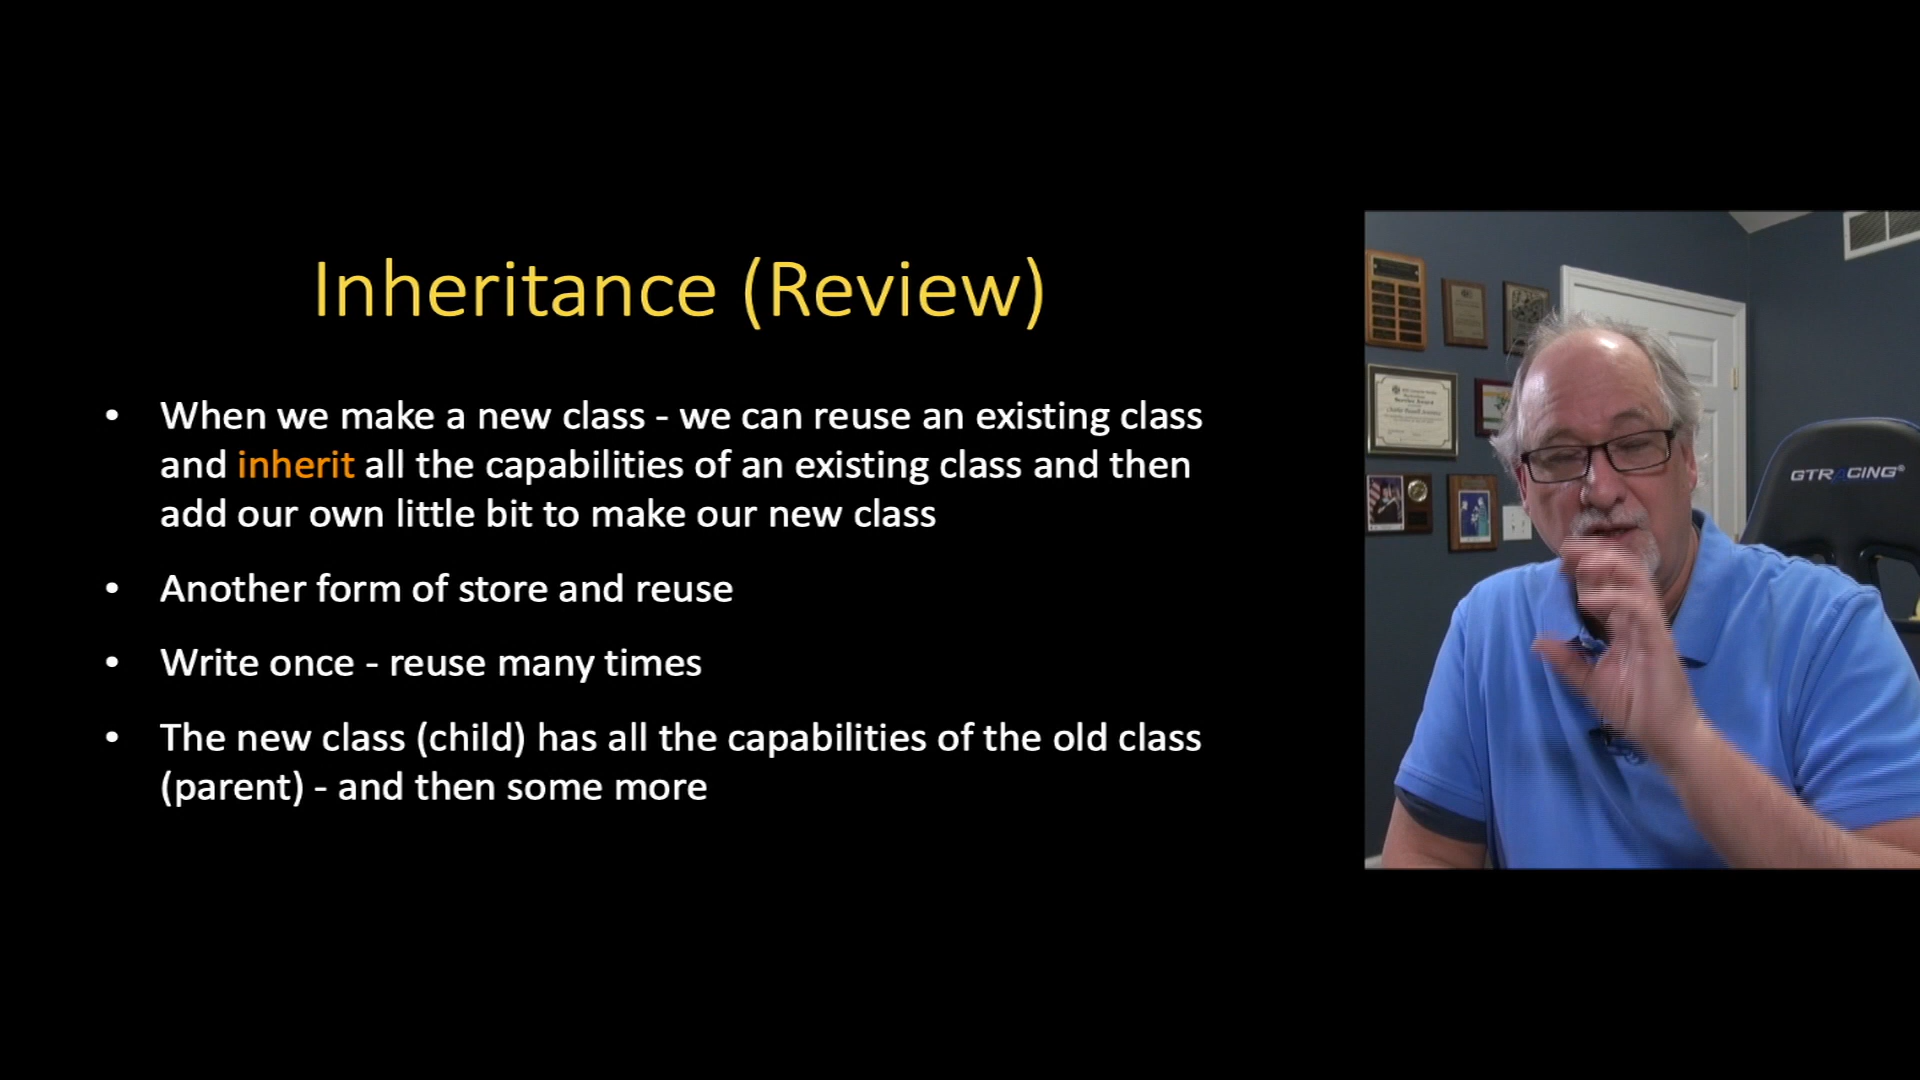 Inheritance (Review)
• When we make a new class - we can reuse an existing class
and inherit all the capabilities of an existing class and then
add our own little bit to make our new class
• Another form of store and reuse
• Write once - reuse many times
• The new class (child) has all the capabilities of the old class
(parent) - and then some more
GTRACING®